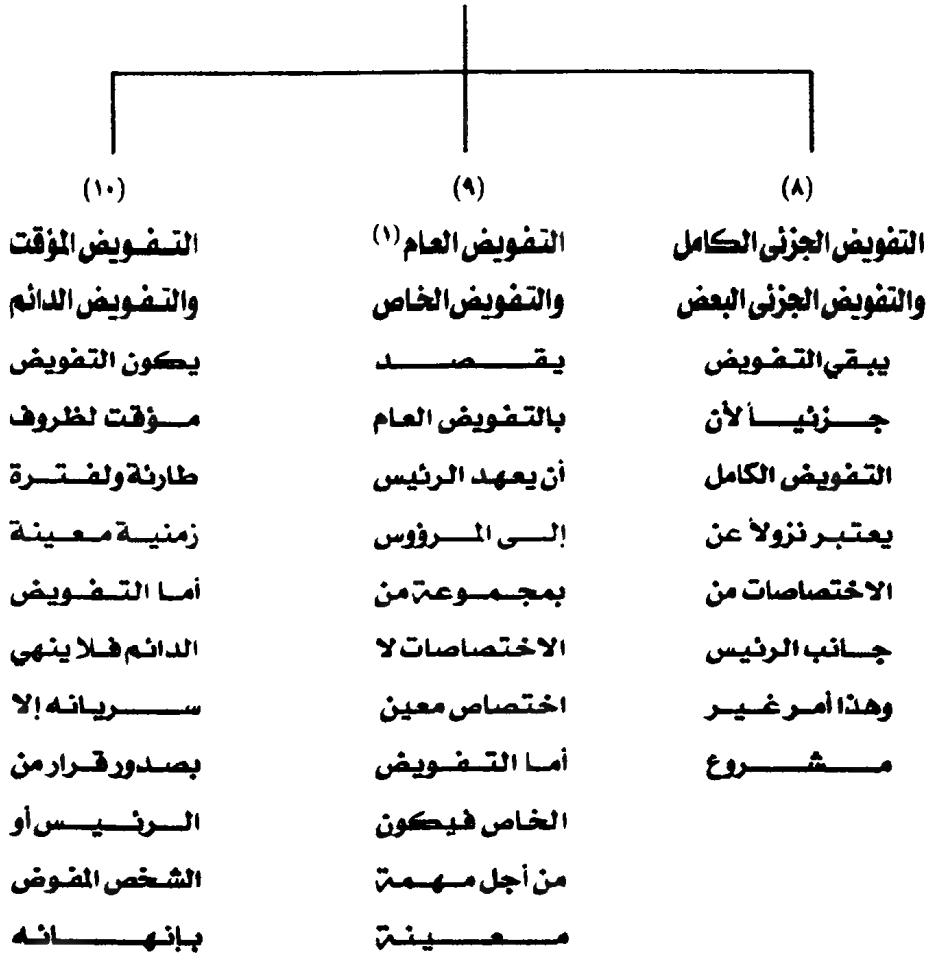 (٨)
التفويض الجزئى الكامل
والتفويض الجزئى البعض
يبقي التفويض
جزئياً لأن
التفويض الكامل
يعتبر نزولاً عن
الاختصاصات من
جانب الرئيس
وهذا أمر غير
مشروع
(٩)
التفويض العام (١)
والتفويض الخاص
يقصد
بالتفويض العام
أن يعهد الرئيس
إلى المرؤوس
بمجموعة من
الاختصاصات لا
اختصاص معين
أما التفويض
الخاص فيكون
من أجل مهمة
معينة
(١٠)
التفويض المؤقت
والتفويض الدائم
يكون التفويض
مؤقت لظروف
طارئة ولفترة
زمنية معينة
أما التفويض
الدائم فلا ينهي
سريانه إلا
بصدور قرار من
الرئيس أو
الشخص المفوض
بإنهائه